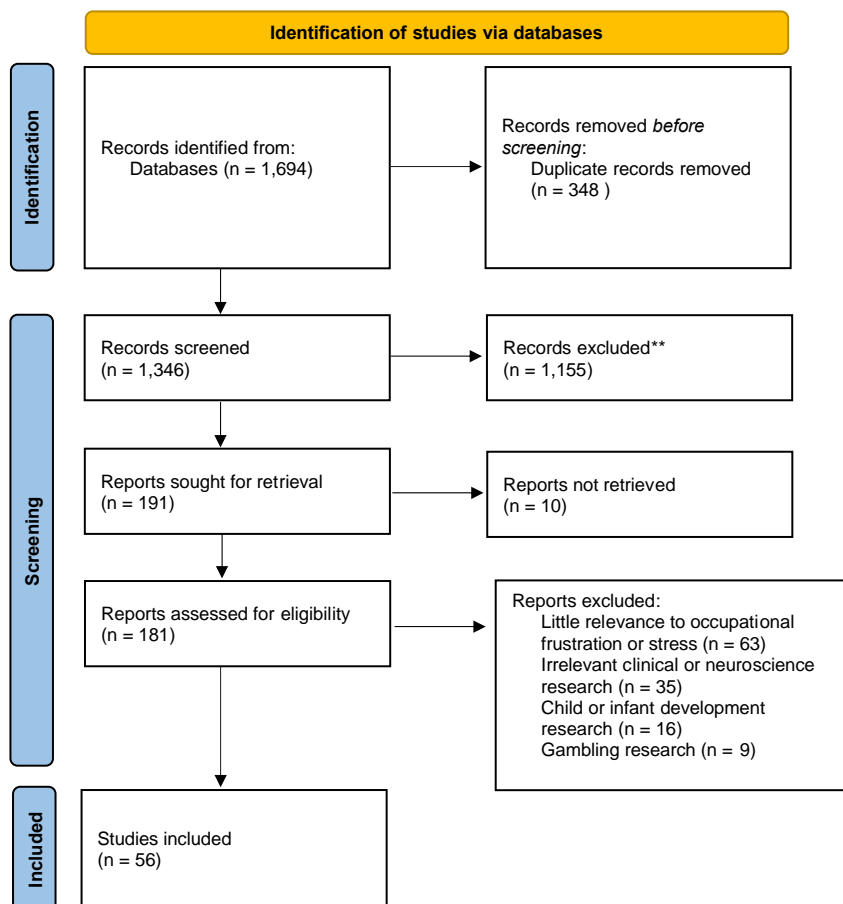 Identification of studies via databases
Identification
Records identified from:
Databases (n = 1,694)
Records removed before
screening:
Duplicate records removed
(n = 348 )
Screening
Records screened
(n = 1,346)
Records excluded**
(n = 1,155)
Reports sought for retrieval
(n = 191)
Reports not retrieved
(n = 10)
Reports assessed for eligibility
(n = 181)
Reports excluded:
Little relevance to occupational
frustration or stress (n = 63)
Irrelevant clinical or neuroscience
research (n = 35)
Child or infant development
research (n = 16)
Gambling research (n = 9)
Included
Studies included
(n = 56)